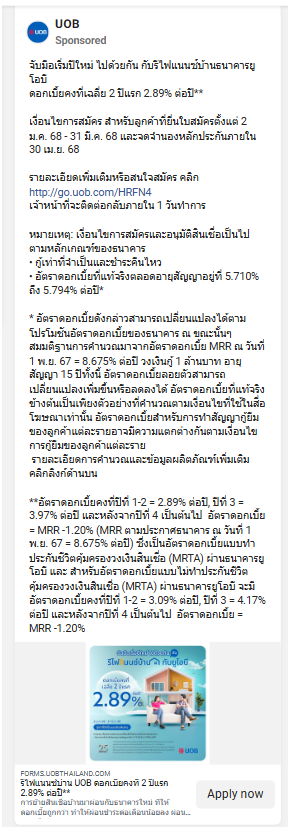 UOB
Sponsored
จับมือเริ่มปีใหม่ ไปด้วยกัน กับรีไฟแนนซ์บ้านธนาคารยู
โอบี
ดอกเบี้ยคงที่เฉลี่ย 2 ปีแรก 2.89% ต่อปี**
เงื่อนไขการสมัคร สำหรับลูกค้าที่ยื่นใบสมัครตั้งแต่ 2
ม.ค. 68 - 31 มี.ค. 68 และจดจำนองหลักประกันภายใน
30 เม.ย. 68
รายละเอียดเพิ่มเติมหรือสนใจสมัคร คลิก
http://go.uob.com/HRFN4
เจ้าหน้าที่จะติดต่อกลับภายใน 1 วันทำการ
หมายเหตุ: เงื่อนไขการสมัครและอนุมัติสินเชื่อเป็นไป
ตามหลักเกณฑ์ของธนาคาร
• กู้เท่าที่จำเป็นและชำระคืนไหว
• อัตราดอกเบี้ยที่แท้จริงตลอดอายุสัญญาอยู่ที่ 5.710%
ถึง 5.794% ต่อปี*
* อัตราดอกเบี้ยดังกล่าวสามารถเปลี่ยนแปลงได้ตาม
โปรโมชันอัตราดอกเบี้ยของธนาคาร ณ ขณะนั้นๆ
สมมติฐานการคำนวณมาจากอัตราดอกเบี้ย MRR ณ วันที่
1 พ.ย. 67 = 8.675% ต่อปี วงเงินกู้ 1 ล้านบาท อายุ
สัญญา 15 ปีทั้งนี้ อัตราดอกเบี้ยลอยตัวสามารถ
เปลี่ยนแปลงเพิ่มขึ้นหรือลดลงได้ อัตราดอกเบี้ยที่แท้จริง
ข้างต้นเป็นเพียงตัวอย่างที่คำนวณตามเงื่อนไขที่ใช้ในสื่อ
โฆษณาเท่านั้น อัตราดอกเบี้ยสำหรับการทำสัญญากู้ยืม
ของลูกค้าแต่ละรายอาจมีความแตกต่างกันตามเงื่อนไข
การกู้ยืมของลูกค้าแต่ละราย
รายละเอียดการคำนวณและข้อมูลผลิตภัณฑ์เพิ่มเติม
คลิกลิงก์ด้านบน
**อัตราดอกเบี้ยคงที่ปีที่ 1-2 = 2.89% ต่อปี, ปีที่ 3 =
3.97% ต่อปี และหลังจากปีที่ 4 เป็นต้นไป อัตราดอกเบี้ย
= MRR -1.20% (MRR ตามประกาศธนาคาร ณ วันที่ 1
พ.ย. 67 = 8.675% ต่อปี) ซึ่งเป็นอัตราดอกเบี้ยแบบทำ
ประกันชีวิตคุ้มครองวงเงินสินเชื่อ (MRTA) ผ่านธนาคารยู
โอบี และ สำหรับอัตราดอกเบี้ยแบบไม่ทำประกันชีวิต
คุ้มครองวงเงินสินเชื่อ (MRTA) ผ่านธนาคารยูโอบี จะมี
อัตราดอกเบี้ยคงที่ปีที่ 1-2 = 3.09% ต่อปี, ปีที่ 3 = 4.17%
ต่อปี และหลังจากปีที่ 4 เป็นต้นไป อัตราดอกเบี้ย =
MRR -1.20%
รีไฟแนนซ์บ้าน กับยูโอบี
ดอกเบี้ยคงที่
เฉลี่ย 2 ปีแรก
2.89%
UOB
FORMS.UOBTHAILAND.COM
รีไฟแนนซ์บ้าน UOB ดอกเบี้ยคงที่ 2 ปีแรก
2.89% ต่อปี**
การย้ายสินเชื่อบ้านมาผ่อนกับธนาคารใหม่ ที่ให้
ดอกเบี้ยถูกกว่า ทำให้ผ่อนชำระต่อเดือนน้อยลง ผ่อน...
Apply now